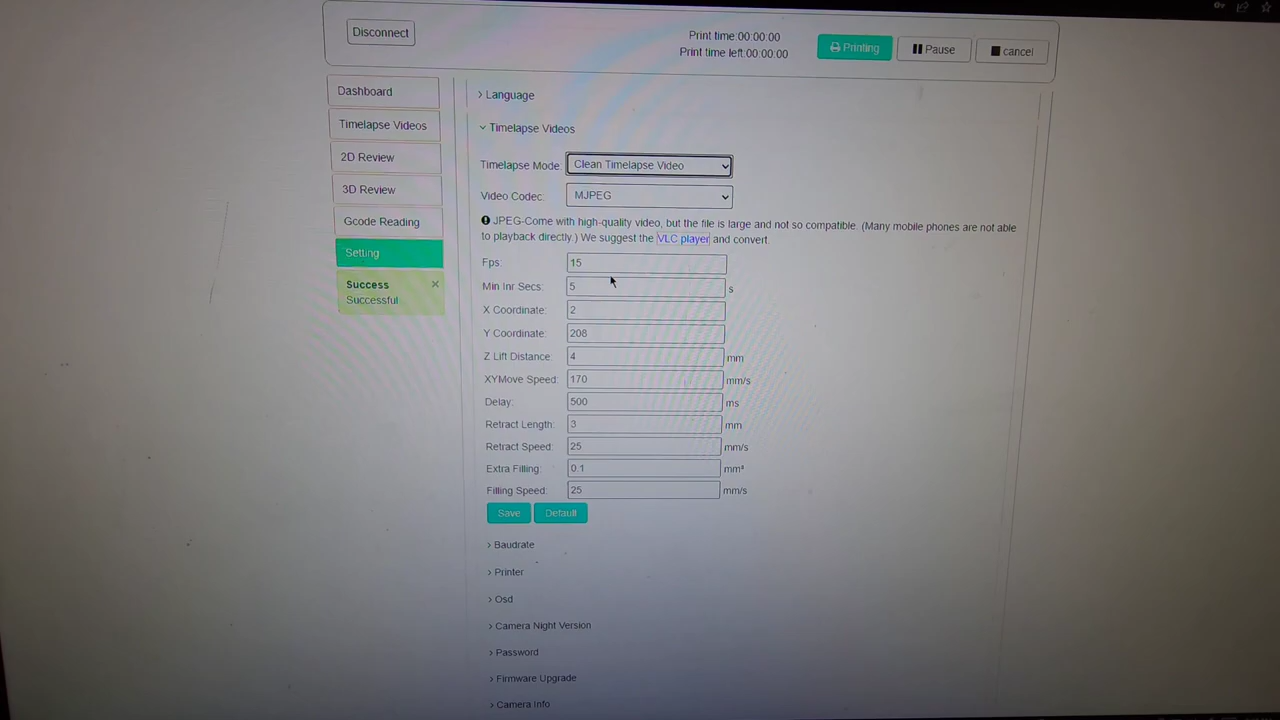 Disconnect
Print time:00:00:00
Print time left:00:00:00
Printing
Pause
cancel
Dashboard
Timelapse Videos
2D Review
3D Review
Gcode Reading
Setting
Success
Successful
Language
Timelapse Videos
Timelapse Mode: Clean Timelapse Video
Video Codec: MJPEG
JPEG-Come with high-quality video, but the file is large and not so compatible. (Many mobile phones are not able
to playback directly.) We suggest the VLC player and convert.
Fps: 15
Min Inr Secs: 5 s
X Coordinate: 2
Y Coordinate: 208
Z Lift Distance: 4 mm
XYMove Speed: 170 mm/s
Delay: 500 ms
Retract Length: 3 mm
Retract Speed: 25 mm/s
Extra Filling: 0.1 mm³
Filling Speed: 25 mm/s
Save Default
Baudrate
Printer
Osd
Camera Night Version
Password
Firmware Upgrade
Camera Info